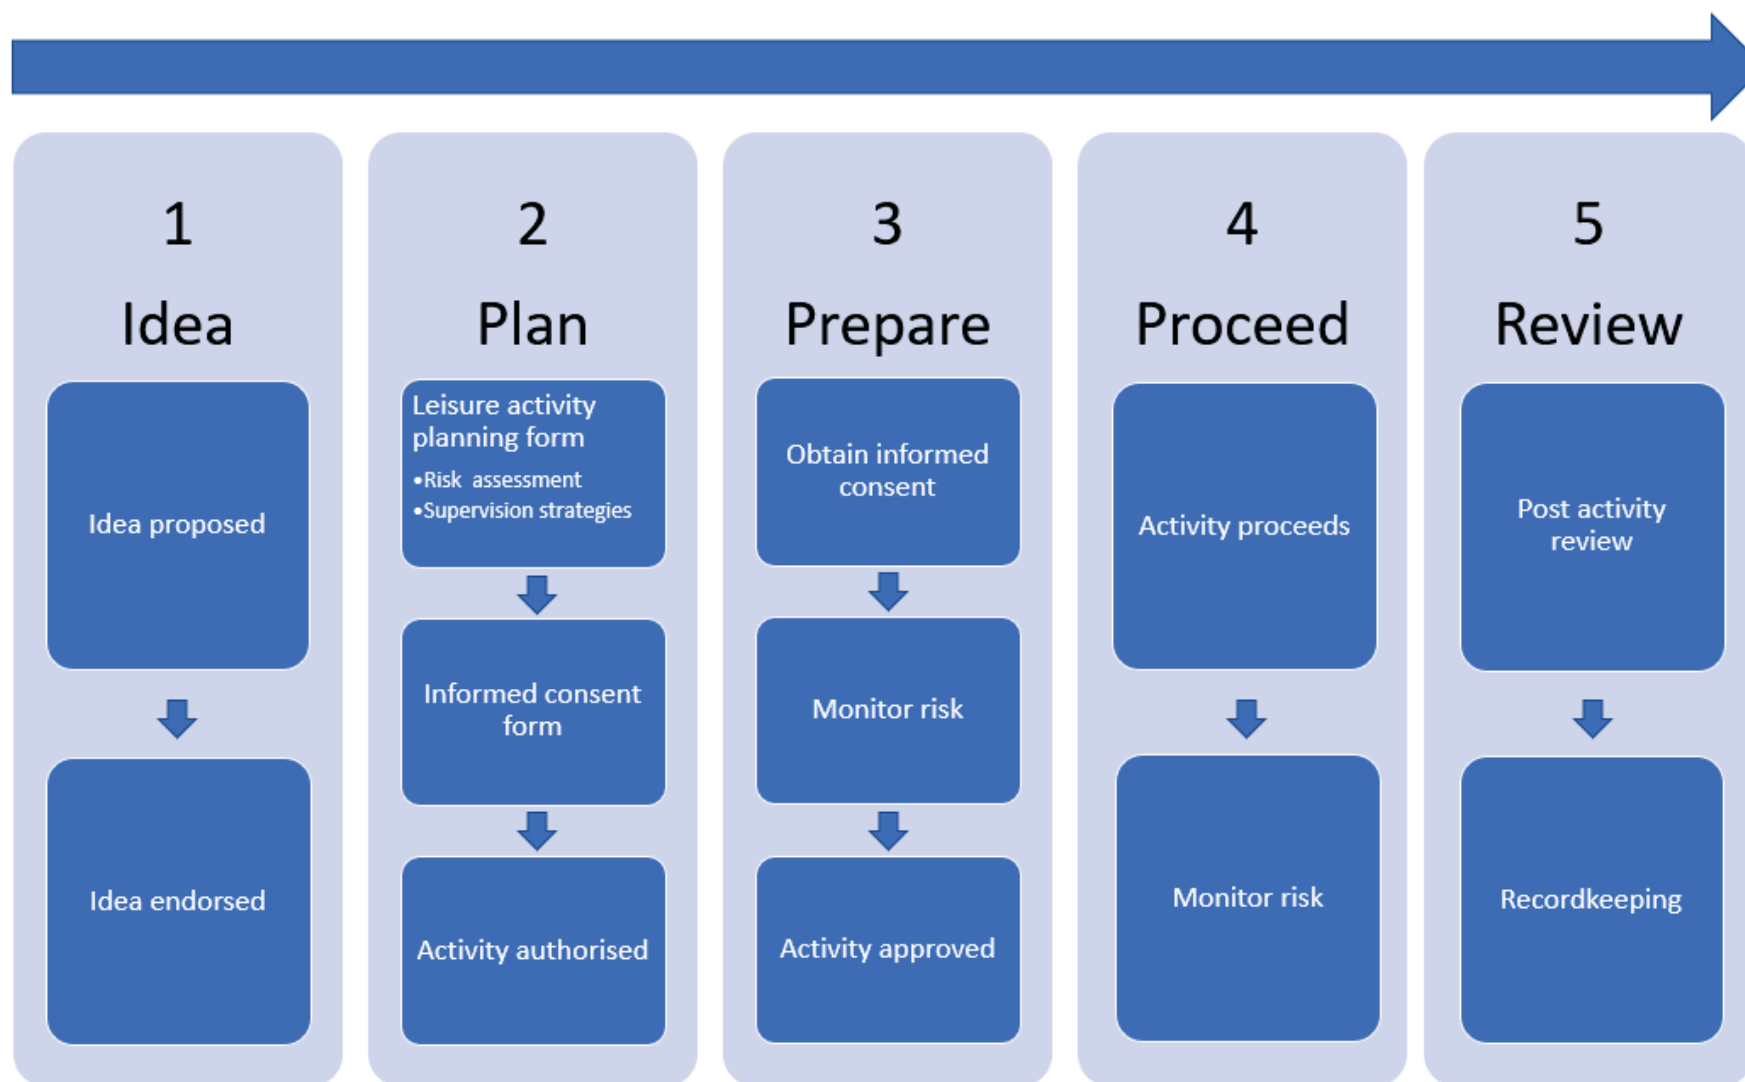 1
Idea
Idea proposed
Idea endorsed
2
Plan
Leisure activity
planning form
•Risk assessment
•Supervision strategies
Informed consent
form
Activity authorised
3
Prepare
Obtain informed
consent
Monitor risk
Activity approved
4
Proceed
Activity proceeds
Monitor risk
5
Review
Post activity
review
Recordkeeping